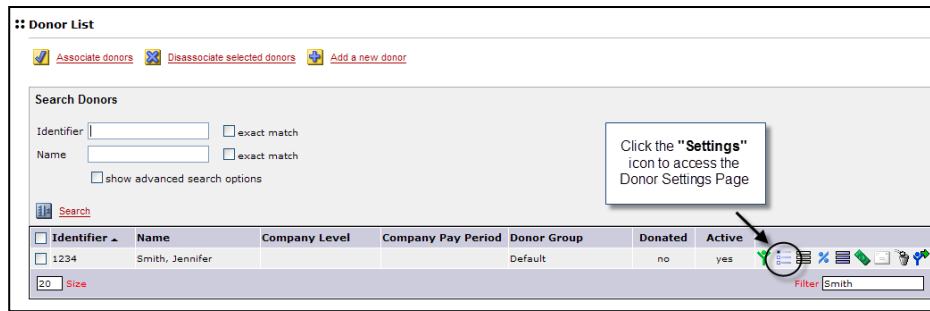 Donor List
Associate donors Disassociate selected donors Add a new donor
Search Donors
Identifier exact match
Name exact match
show advanced search options
Search
Click the "Settings"
icon to access the
Donor Settings Page
Identifier Name Company Level Company Pay Period Donor Group Donated Active
1234 Smith, Jennifer Default no yes
20 Size Filter Smith